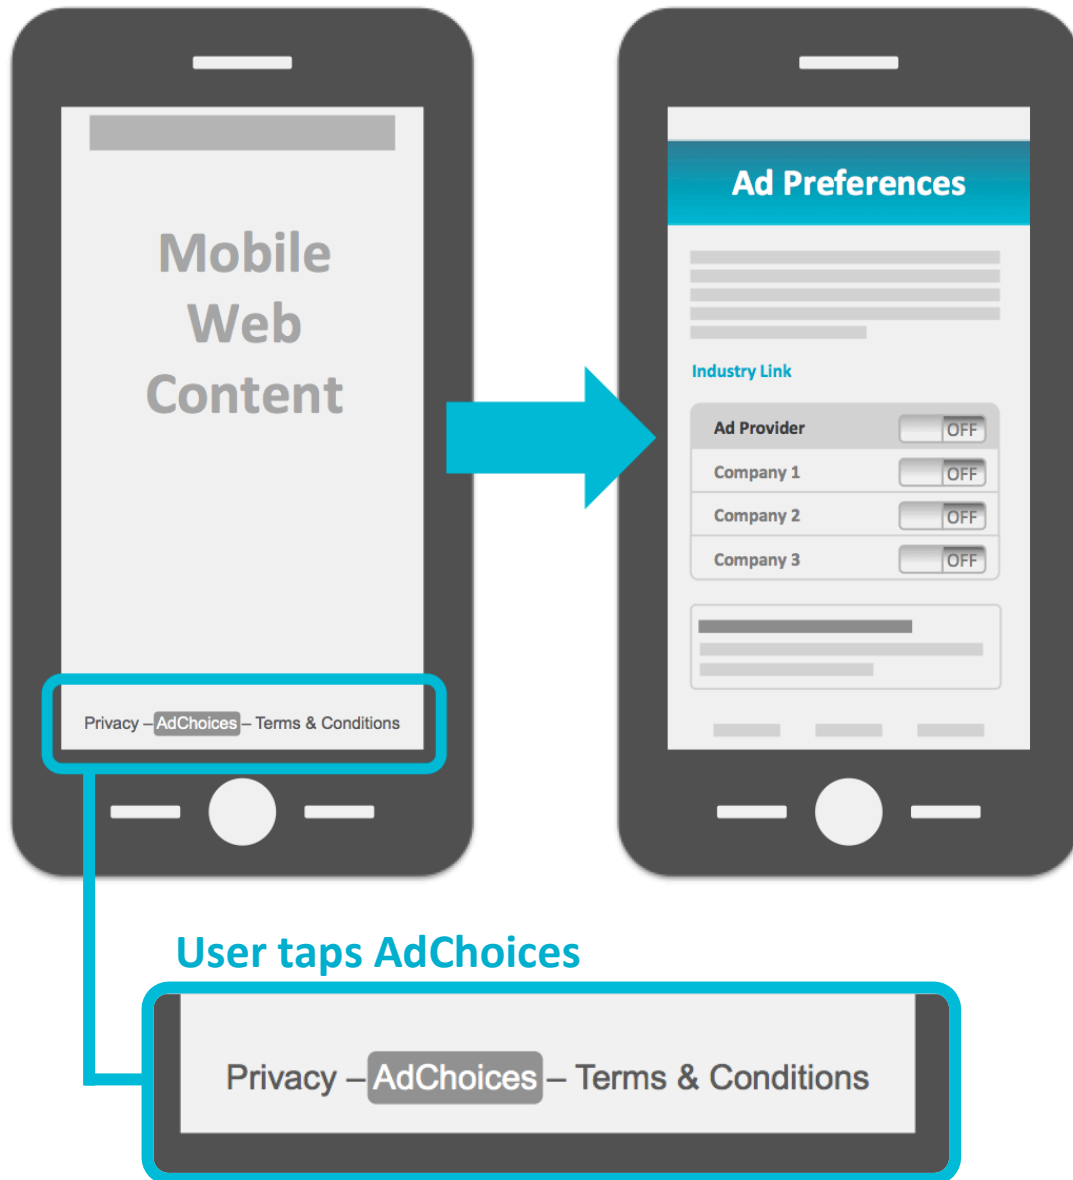 Mobile
Web
Content
Privacy – AdChoices – Terms & Conditions
Ad Preferences
Industry Link
Ad Provider OFF
Company 1 OFF
Company 2 OFF
Company 3 OFF
User taps AdChoices
Privacy – AdChoices – Terms & Conditions